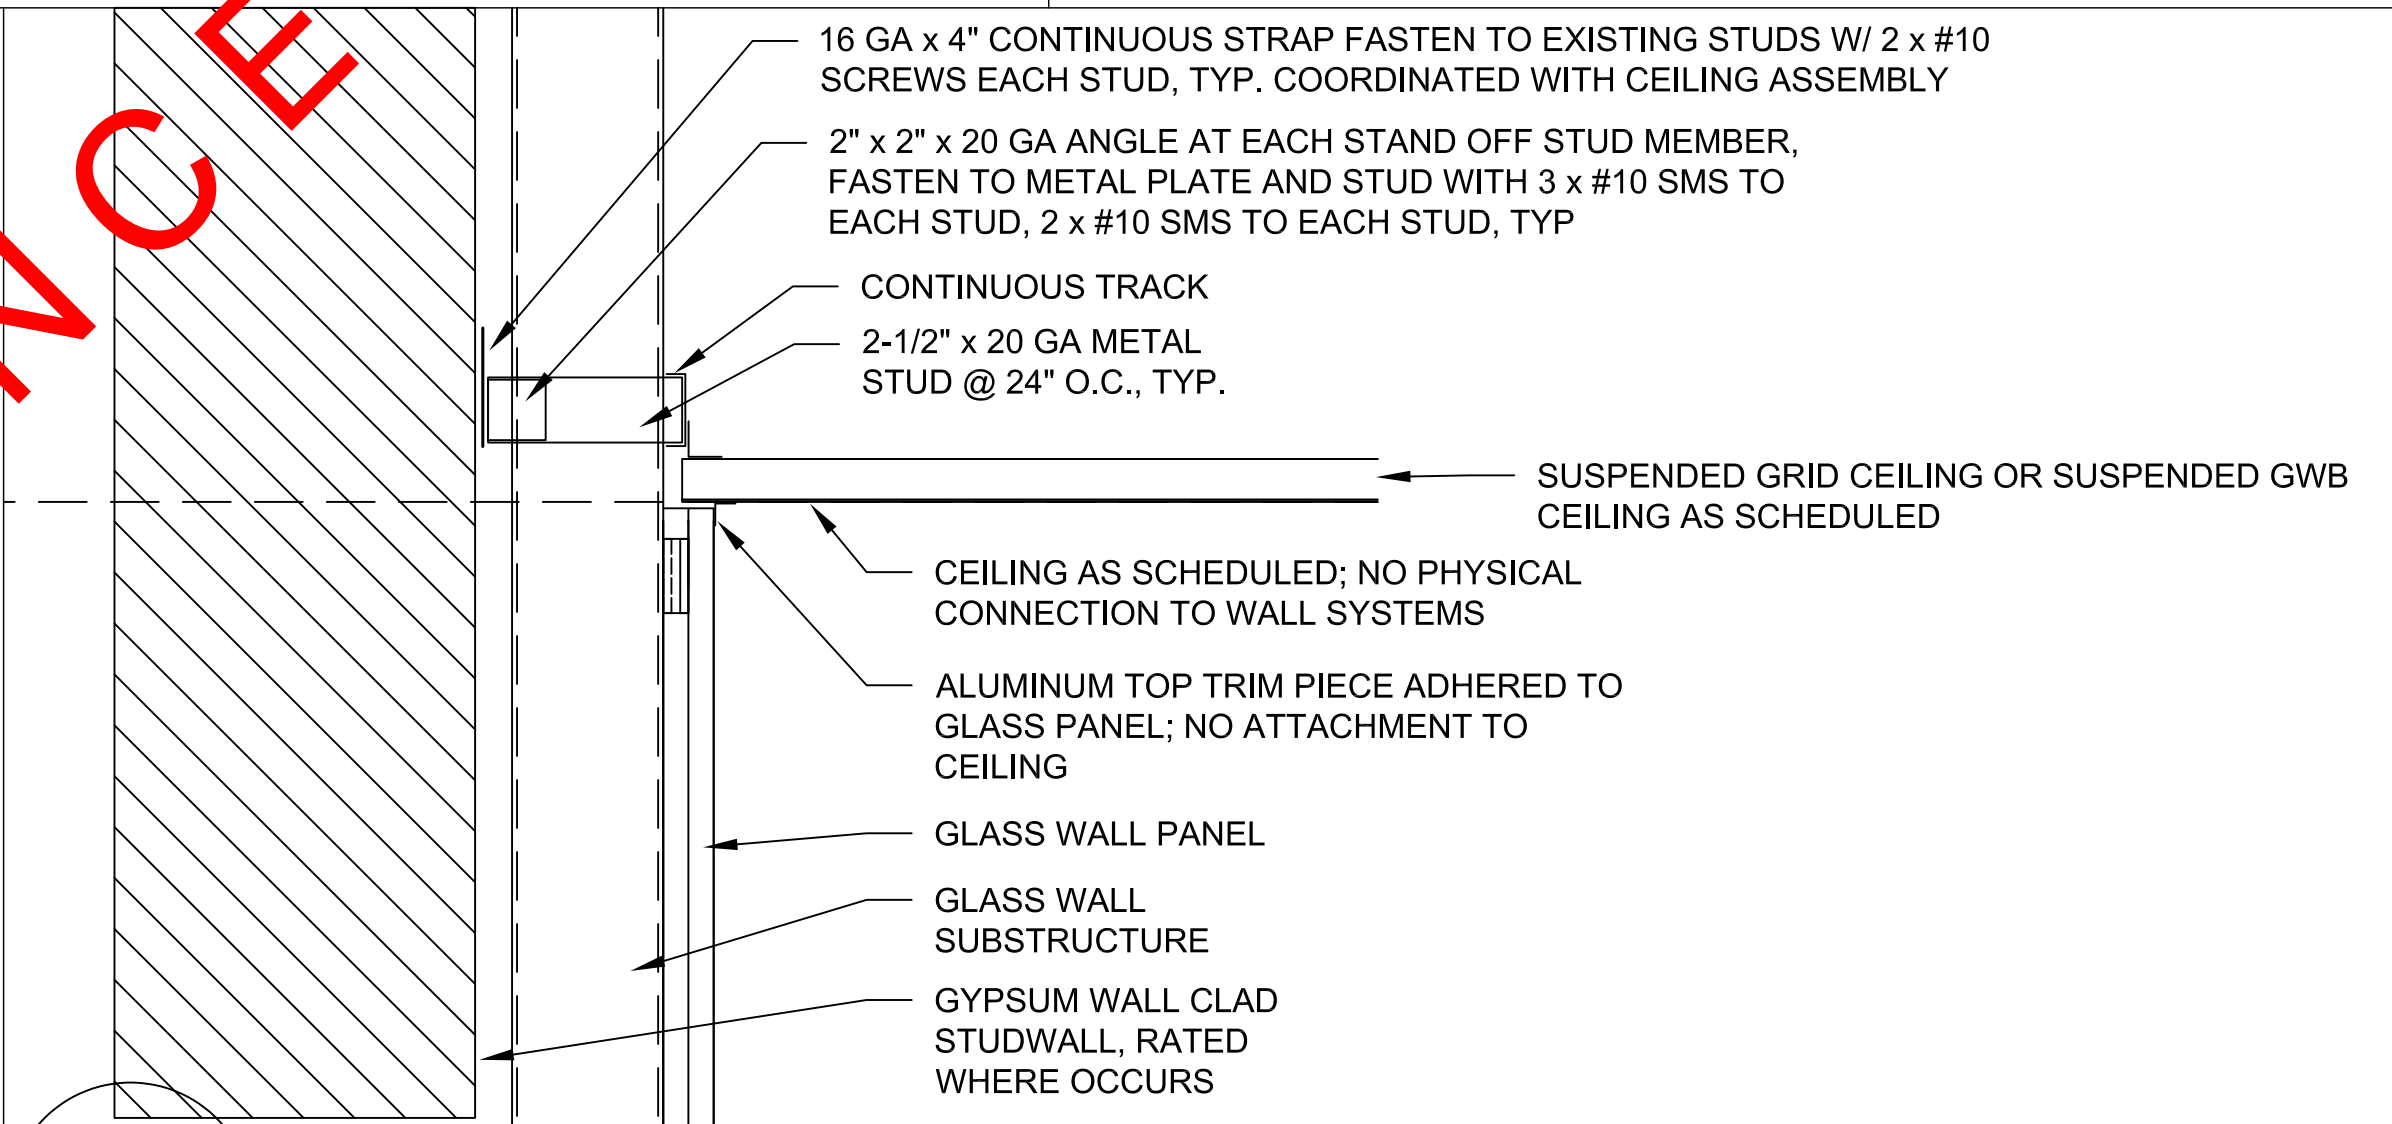 16 GA x 4" CONTINUOUS STRAP FASTEN TO EXISTING STUDS W/ 2 x #10
SCREWS EACH STUD, TYP. COORDINATED WITH CEILING ASSEMBLY
2" x 2" x 20 GA ANGLE AT EACH STAND OFF STUD MEMBER,
FASTEN TO METAL PLATE AND STUD WITH 3 x #10 SMS TO
EACH STUD, 2 x #10 SMS TO EACH STUD, TYP
CONTINUOUS TRACK
2-1/2" x 20 GA METAL
STUD @ 24" O.C., TYP.
SUSPENDED GRID CEILING OR SUSPENDED GWB
CEILING AS SCHEDULED
CEILING AS SCHEDULED; NO PHYSICAL
CONNECTION TO WALL SYSTEMS
ALUMINUM TOP TRIM PIECE ADHERED TO
GLASS PANEL; NO ATTACHMENT TO
CEILING
GLASS WALL PANEL
GLASS WALL
SUBSTRUCTURE
GYPSUM WALL CLAD
STUDWALL, RATED
WHERE OCCURS
NCE